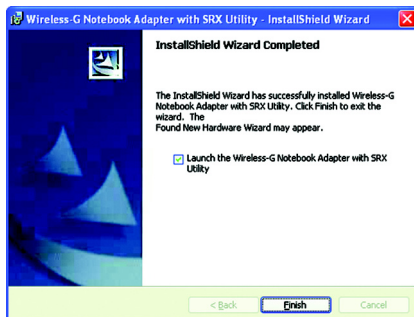 Wireless-G Notebook Adapter with SRX Utility - InstallShield Wizard
InstallShield Wizard Completed
The InstallShield Wizard has successfully installed Wireless-G
Notebook Adapter with SRX Utility. Click Finish to exit the
wizard. The
Found New Hardware Wizard may appear.
Launch the Wireless-G Notebook Adapter with SRX
Utility
< Back
Finish
Cancel